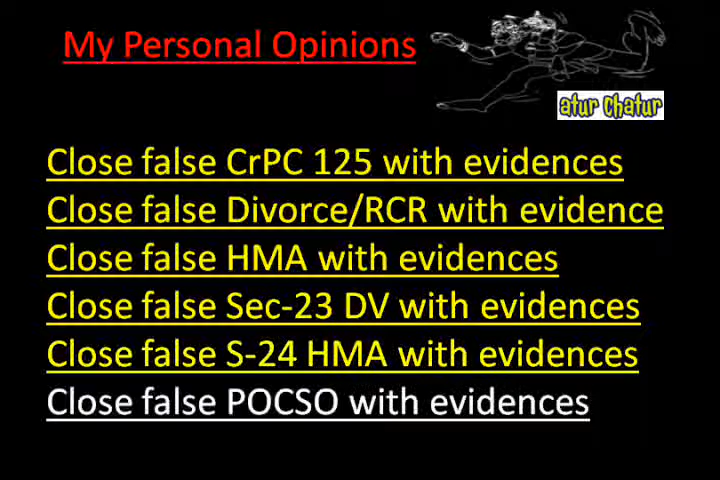 My Personal Opinions
atur Chatur
Close false CrPC 125 with evidences
Close false Divorce/RCR with evidence
Close false HMA with evidences
Close false Sec-23 DV with evidences
Close false S-24 HMA with evidences
Close false POCSO with evidences